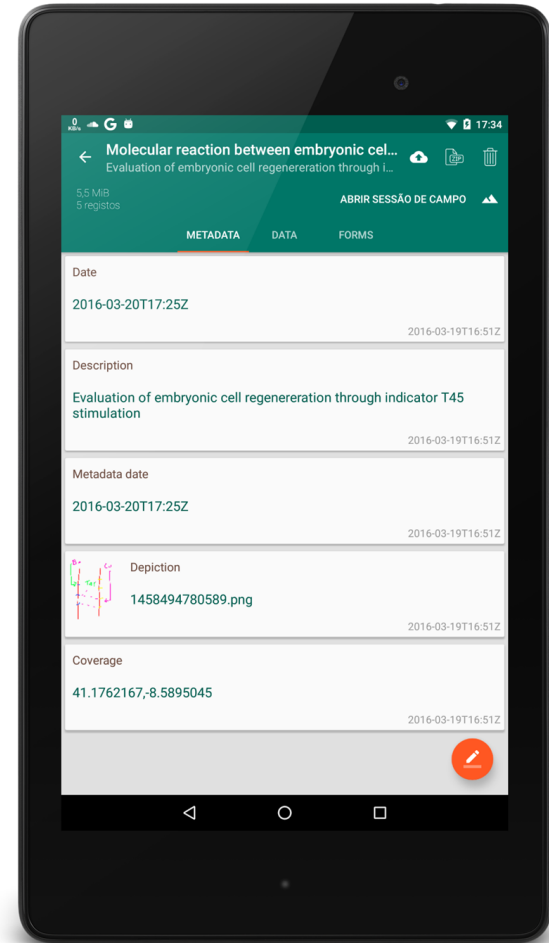 0
KB/s
G
17:34
Molecular reaction between embryonic cel...
Evaluation of embryonic cell regenereration through i...
ZIP
5,5 MiB
5 registos
ABRIR SESSÃO DE CAMPO
METADATA DATA FORMS
Date
2016-03-20T17:25Z
2016-03-19T16:51Z
Description
Evaluation of embryonic cell regenereration through indicator T45
stimulation
2016-03-19T16:51Z
Metadata date
2016-03-20T17:25Z
2016-03-19T16:51Z
Depiction
1458494780589.png
2016-03-19T16:51Z
Coverage
41.1762167,-8.5895045
2016-03-19T16:51Z